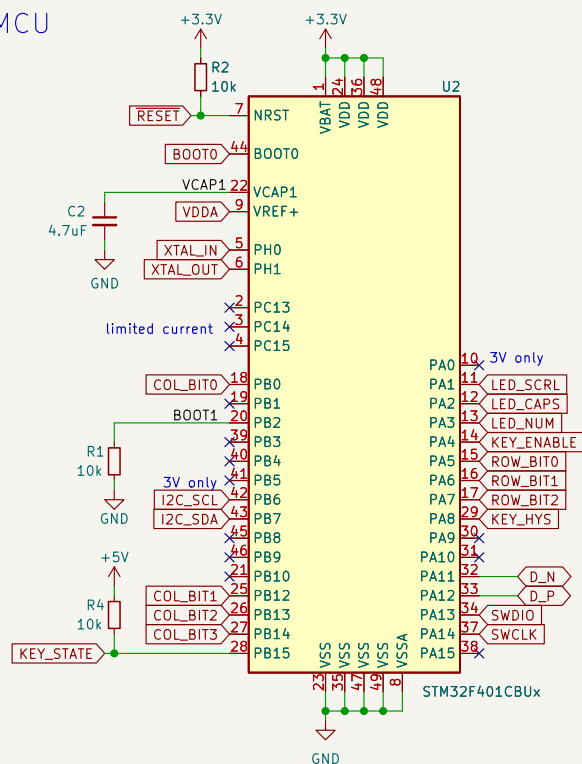 MCU
+3.3V
+3.3V
R2
10k
1
24
36
48
U2
VBAT
VDD
VDD
VDD
RESET
7
NRST
BOOT0
44
BOOT0
VCAP1
22
VCAP1
C2
4.7uF
VDDA
9
VREF+
XTAL_IN
5
PH0
XTAL_OUT
6
PH1
GND
2
PC13
limited current
3
PC14
4
PC15
PA0
10
3V only
COL_BIT0
18
PB0
PA1
11
LED_SCRL
19
PB1
PA2
12
LED_CAPS
BOOT1
20
PB2
PA3
13
LED_NUM
39
PB3
PA4
14
KEY_ENABLE
R1
10k
40
PB4
PA5
15
ROW_BIT0
3V only
41
PB5
PA6
16
ROW_BIT1
I2C_SCL
42
PB6
PA7
17
ROW_BIT2
GND
I2C_SDA
43
PB7
PA8
29
KEY_HYS
45
PB8
PA9
30
46
PB9
PA10
31
+5V
21
PB10
PA11
32
D_N
COL_BIT1
25
PB12
PA12
33
D_P
R4
10k
COL_BIT2
26
PB13
PA13
34
SWDIO
COL_BIT3
27
PB14
PA14
37
SWCLK
KEY_STATE
28
PB15
PA15
38
VSS
VSS
VSS
VSS
VSSA
23
35
47
49
8
STM32F401CBUx
GND